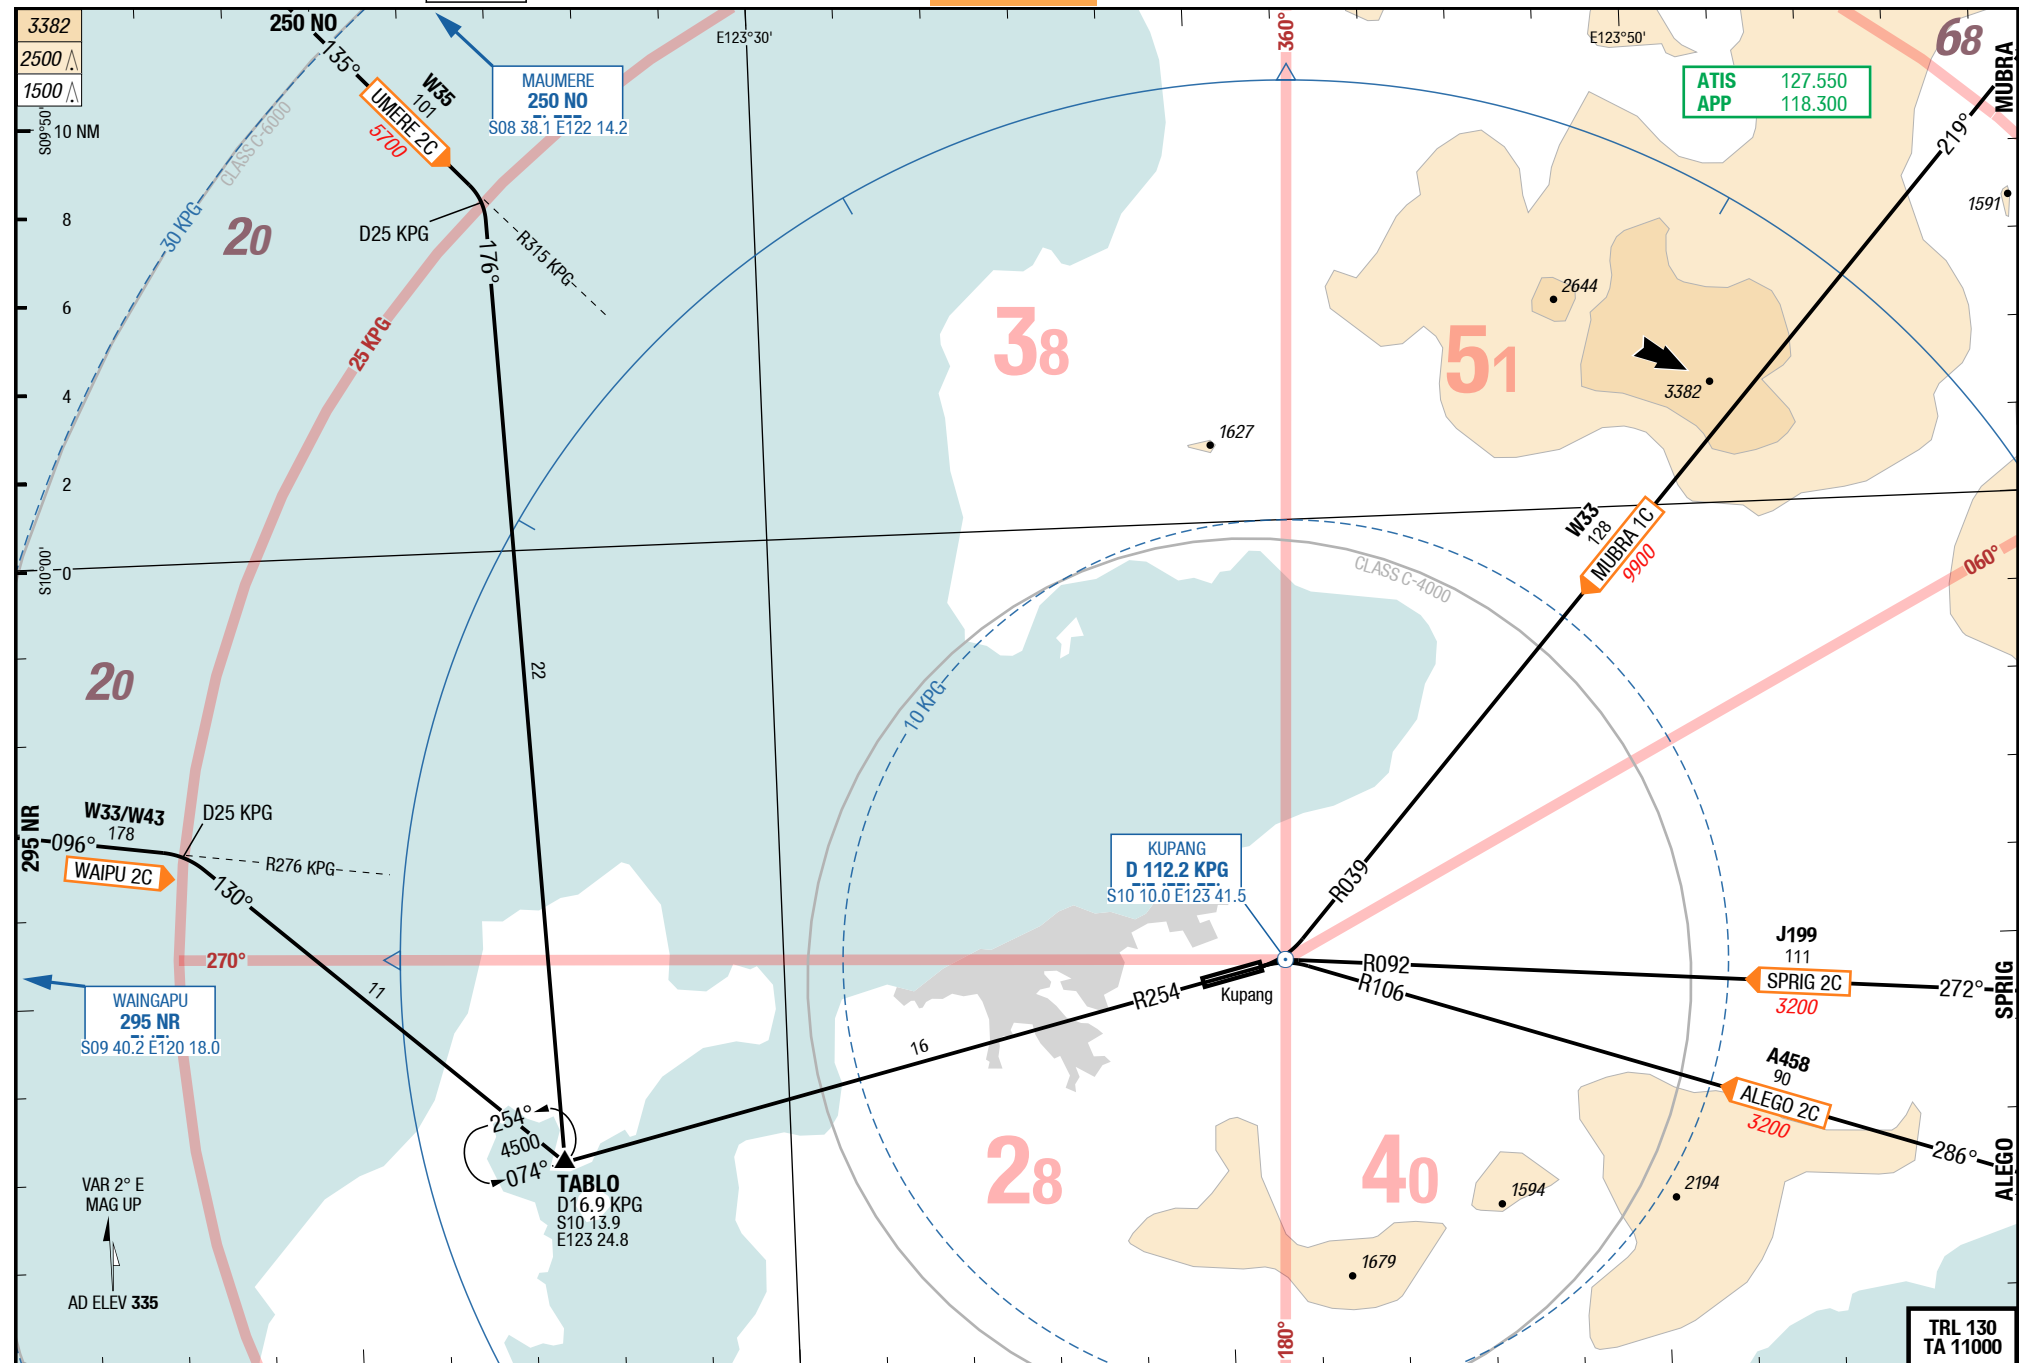 3382
2500
1500
250 NO
135°
W35
101
UMERE 2C
5700
MAUMERE
250 NO
S08 38.1 E122 14.2
E123°30'
360°
E123°50'
68
MUBRA
ATIS 127.550
APP 118.300
219°
1591
S09°50'
10 NM
8
6
4
2
0
S10°00'
CLASS C-6000
30 KPG
20
D25 KPG
R315 KPG
176°
25 KPG
38
51
2644
3382
1627
W33
128
MUBRA 1C
9900
060°
CLASS C-4000
10 KPG
22
20
295 NR
096°
W33/W43
178
WAIPU 2C
D25 KPG
R276 KPG
130°
270°
11
WAINGAPU
295 NR
S09 40.2 E120 18.0
KUPANG
D 112.2 KPG
S10 10.0 E123 41.5
R039
R092
R106
R254
Kupang
16
J199
111
SPRIG 2C
3200
272°
SPRIG
A458
90
ALEGO 2C
3200
286°
ALEGO
254°
4500
074°
TABLO
D16.9 KPG
S10 13.9
E123 24.8
28
40
1594
2194
1679
180°
VAR 2° E
MAG UP
AD ELEV 335
TRL 130
TA 11000